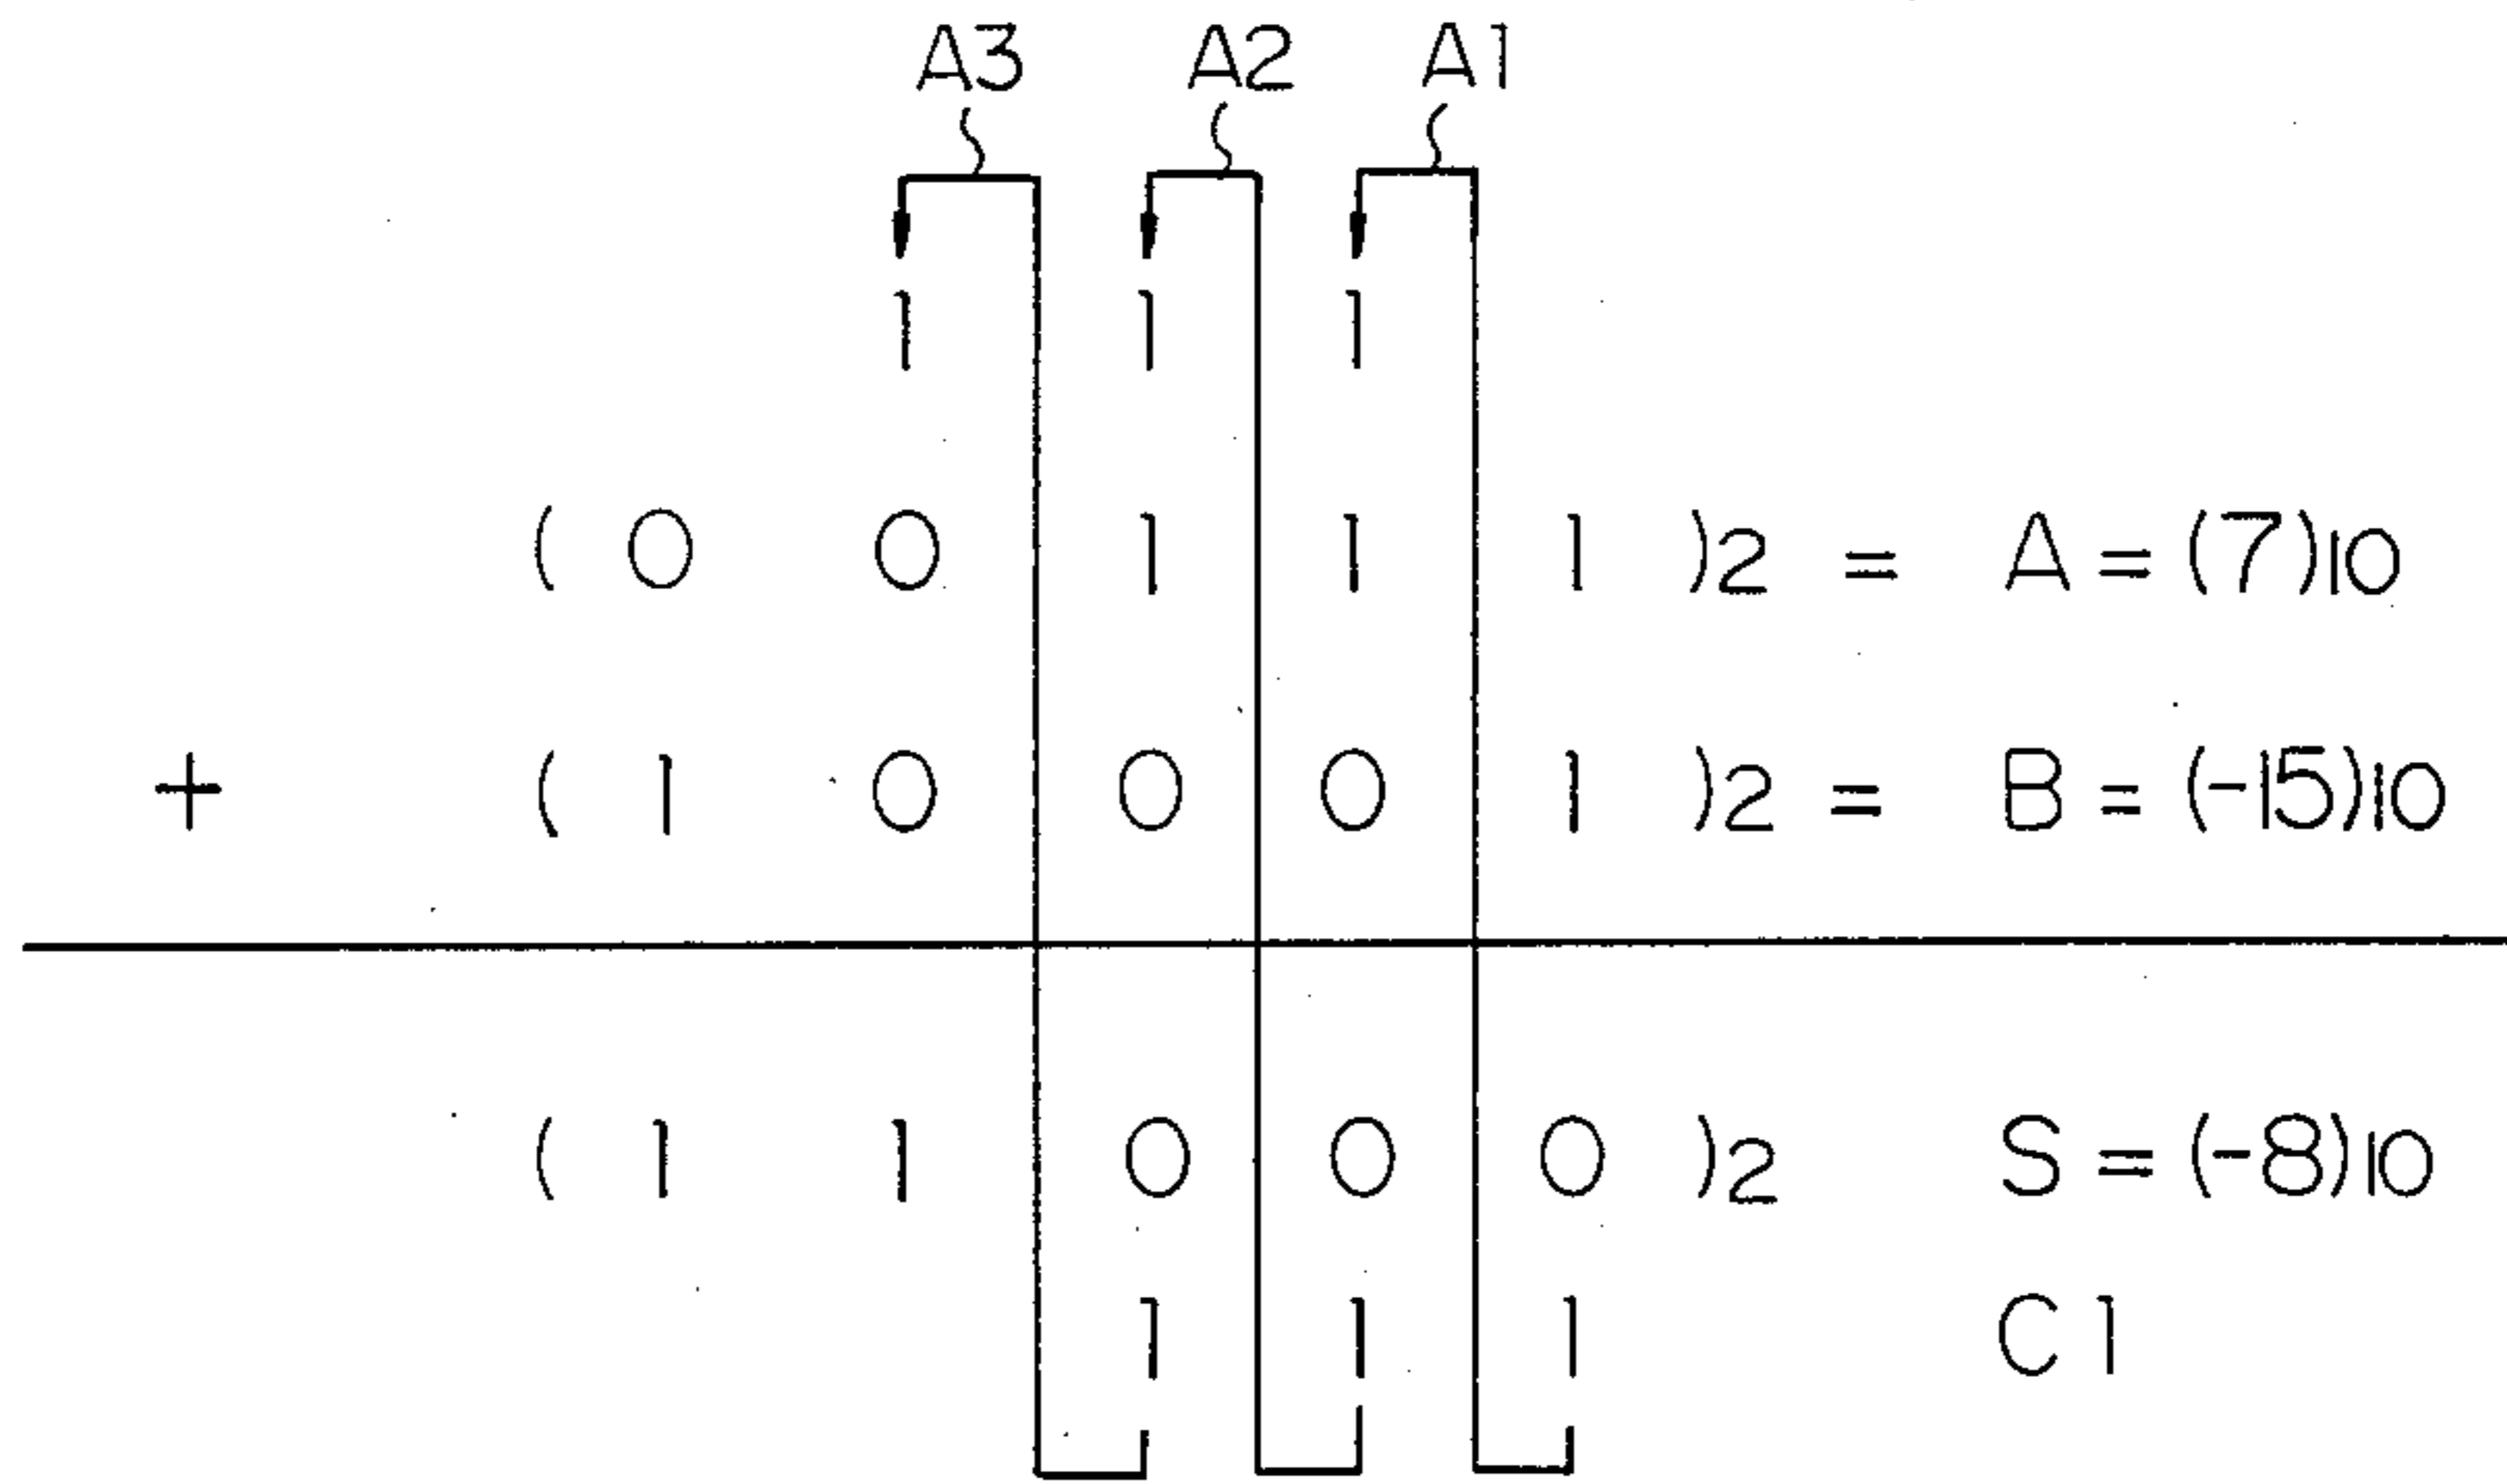 A3 A2 A1
1 1 1
( 0 0 1 1 1 )2 = A = (7)10
+ ( 1 0 0 0 1 )2 = B = (-15)10
( 1 1 0 0 0 )2 S = (-8)10
1 1 1 C1